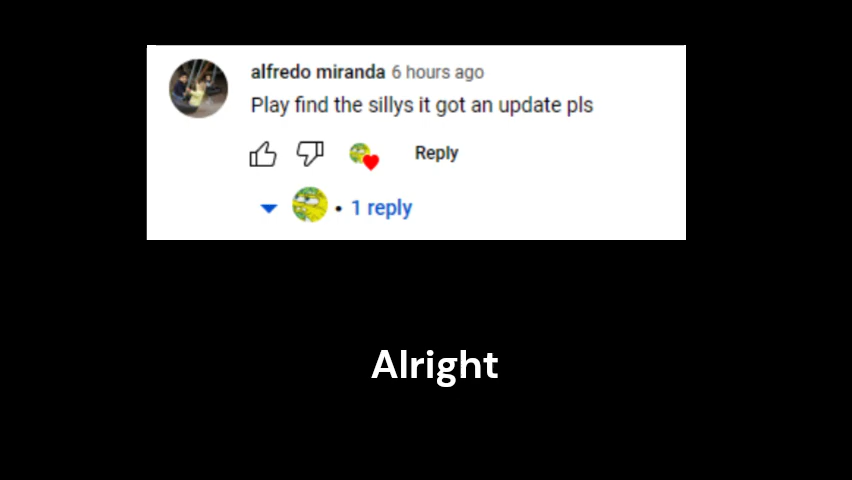 alfredo miranda 6 hours ago
Play find the sillys it got an update pls
Reply
• 1 reply
Alright